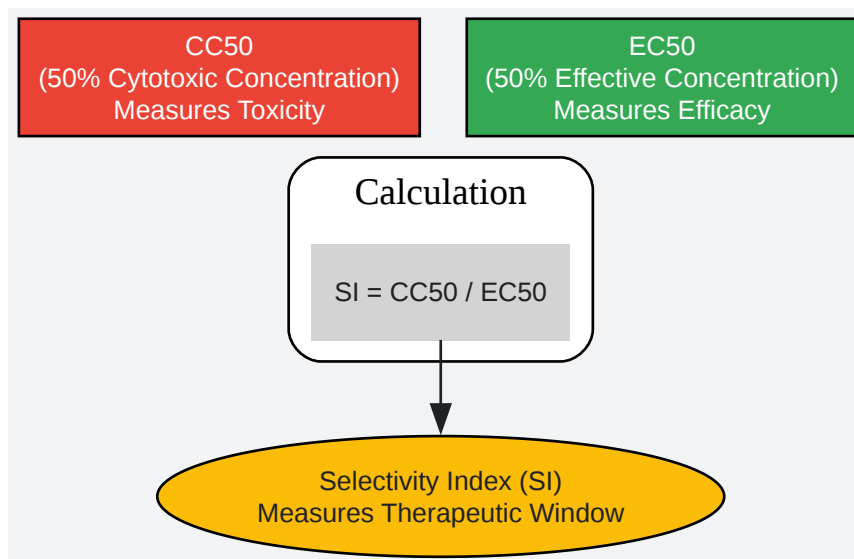 CC50
(50% Cytotoxic Concentration)
Measures Toxicity
EC50
(50% Effective Concentration)
Measures Efficacy
Calculation
SI = CC50 / EC50
Selectivity Index (SI)
Measures Therapeutic Window